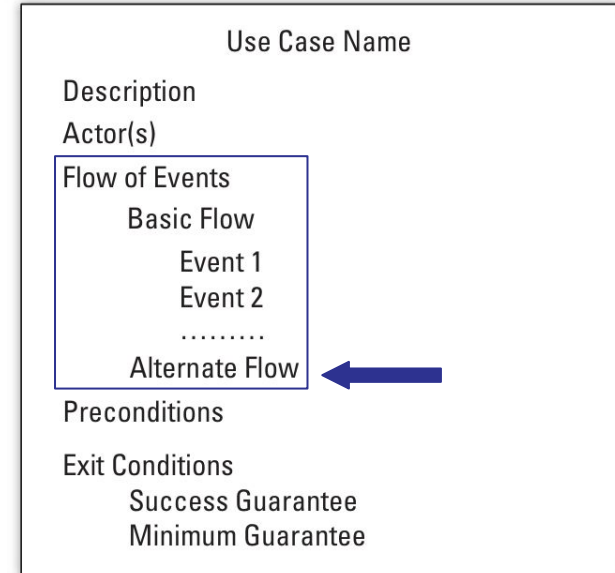 Use Case Name
Description
Actor(s)
Flow of Events
Basic Flow
Event 1
Event 2
.........
Alternate Flow
Preconditions
Exit Conditions
Success Guarantee
Minimum Guarantee